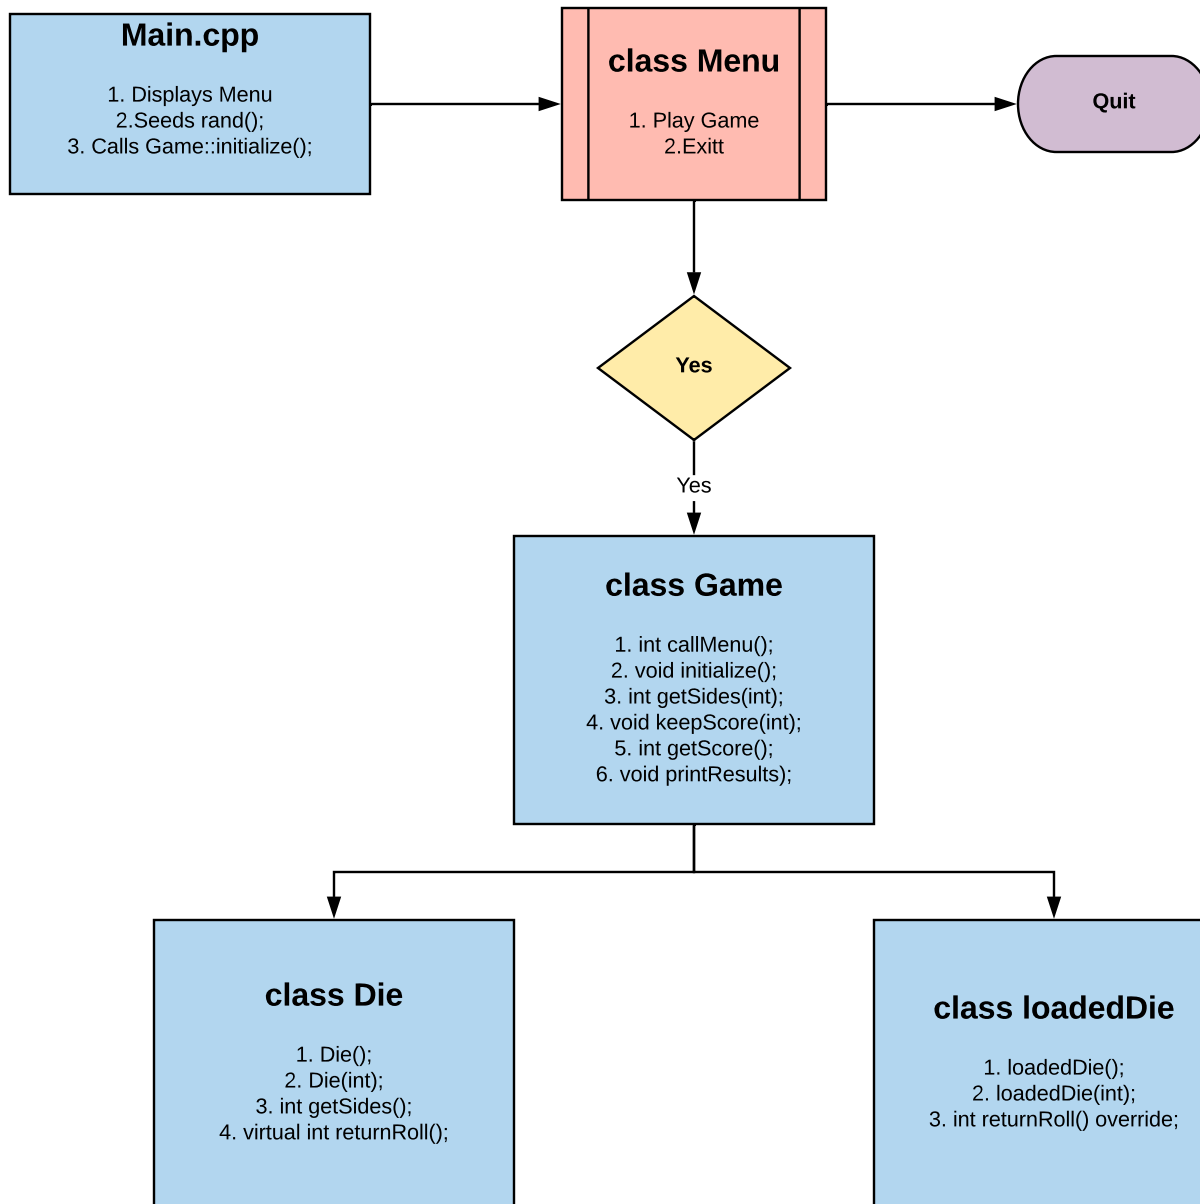 Main.cpp
1. Displays Menu
2.Seeds rand();
3. Calls Game::initialize();
class Menu
1. Play Game
2.Exitt
Quit
Yes
Yes
class Game
1. int callMenu();
2. void initialize();
3. int getSides(int);
4. void keepScore(int);
5. int getScore();
6. void printResults);
class Die
1. Die();
2. Die(int);
3. int getSides();
4. virtual int returnRoll();
class loadedDie
1. loadedDie();
2. loadedDie(int);
3. int returnRoll() override;